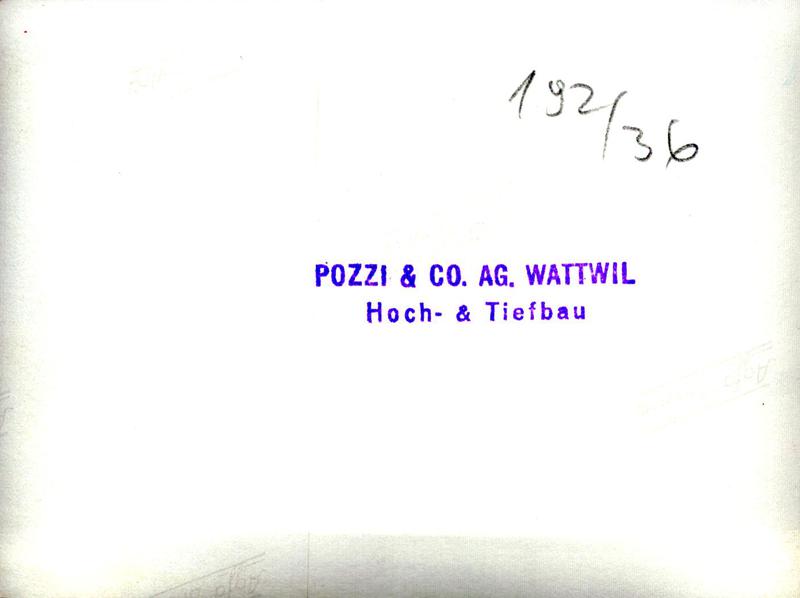 192/36
POZZI & CO. AG. WATTWIL
Hoch- & Tiefbau